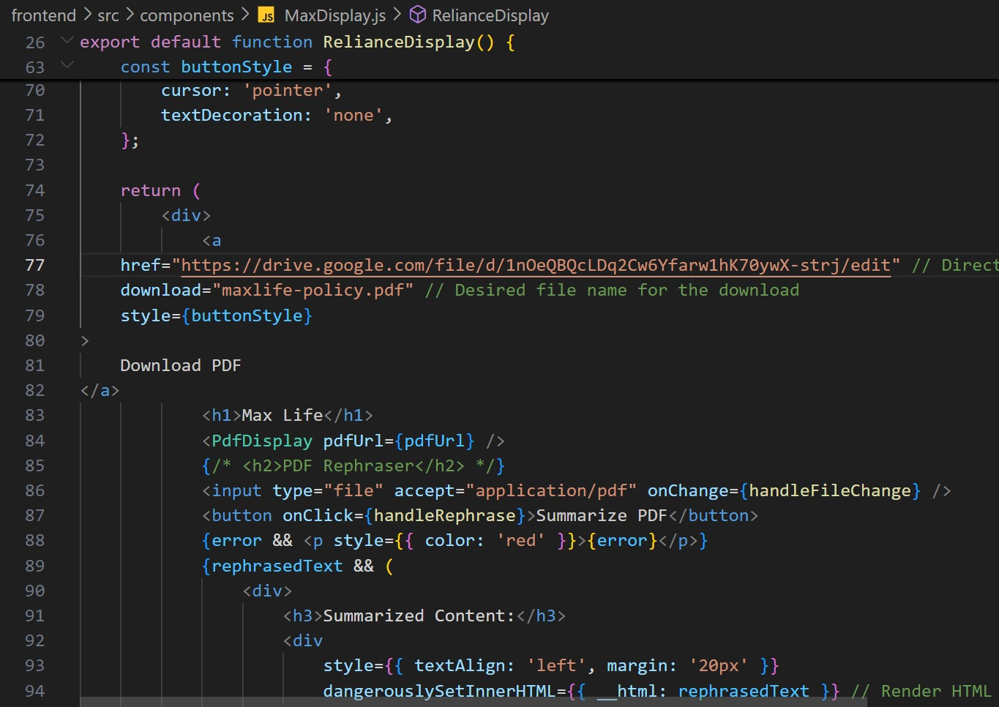 frontend > src > components > JS MaxDisplay.js > RelianceDisplay
26 export default function RelianceDisplay() {
63 const buttonStyle = {
70 cursor: 'pointer',
71 textDecoration: 'none',
72 };
73
74 return (
75 <div>
76 <a
77 href="https://drive.google.com/file/d/1nOeQBQcLDq2Cw6Yfarw1hK70ywX-strj/edit" // Direct
78 download="maxlife-policy.pdf" // Desired file name for the download
79 style={buttonStyle}
80 >
81 Download PDF
82 </a>
83 <h1>Max Life</h1>
84 <PdfDisplay pdfUrl={pdfUrl} />
85 {/* <h2>PDF Rephraser</h2> */}
86 <input type="file" accept="application/pdf" onChange={handleFileChange} />
87 <button onClick={handleRephrase}>Summarize PDF</button>
88 {error && <p style={{ color: 'red' }}>{error}</p>}
89 {rephrasedText && (
90 <div>
91 <h3>Summarized Content:</h3>
92 <div
93 style={{ textAlign: 'left', margin: '20px' }}
94 dangerouslySetInnerHTML={{ __html: rephrasedText }} // Render HTML